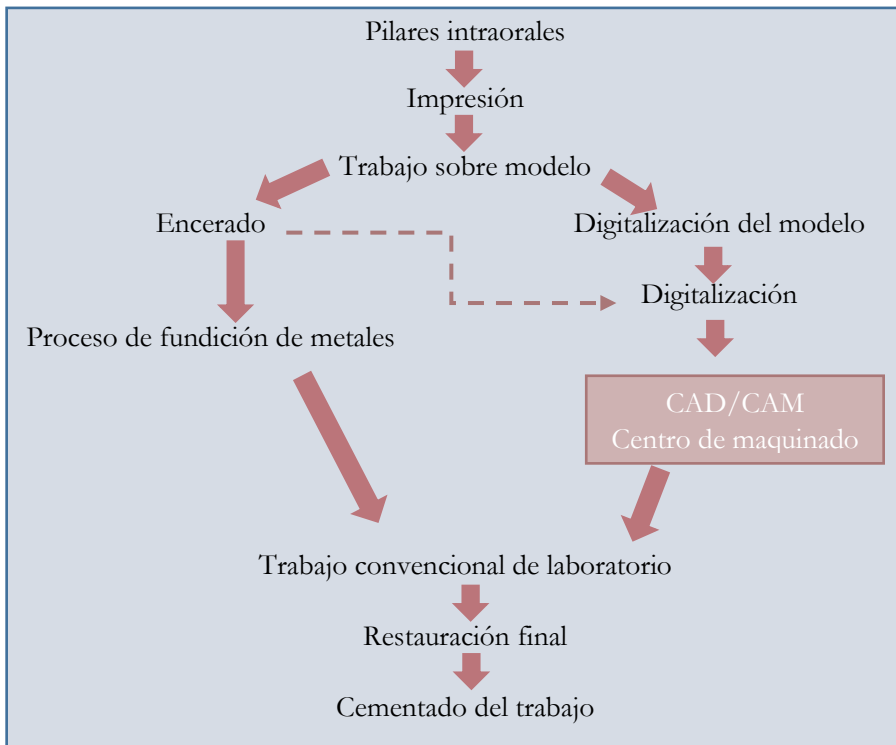 Pilares intraorales
Impresión
Trabajo sobre modelo
Encerado
Digitalización del modelo
Digitalización
Proceso de fundición de metales
CAD/CAM
Centro de maquinado
Trabajo convencional de laboratorio
Restauración final
Cementado del trabajo